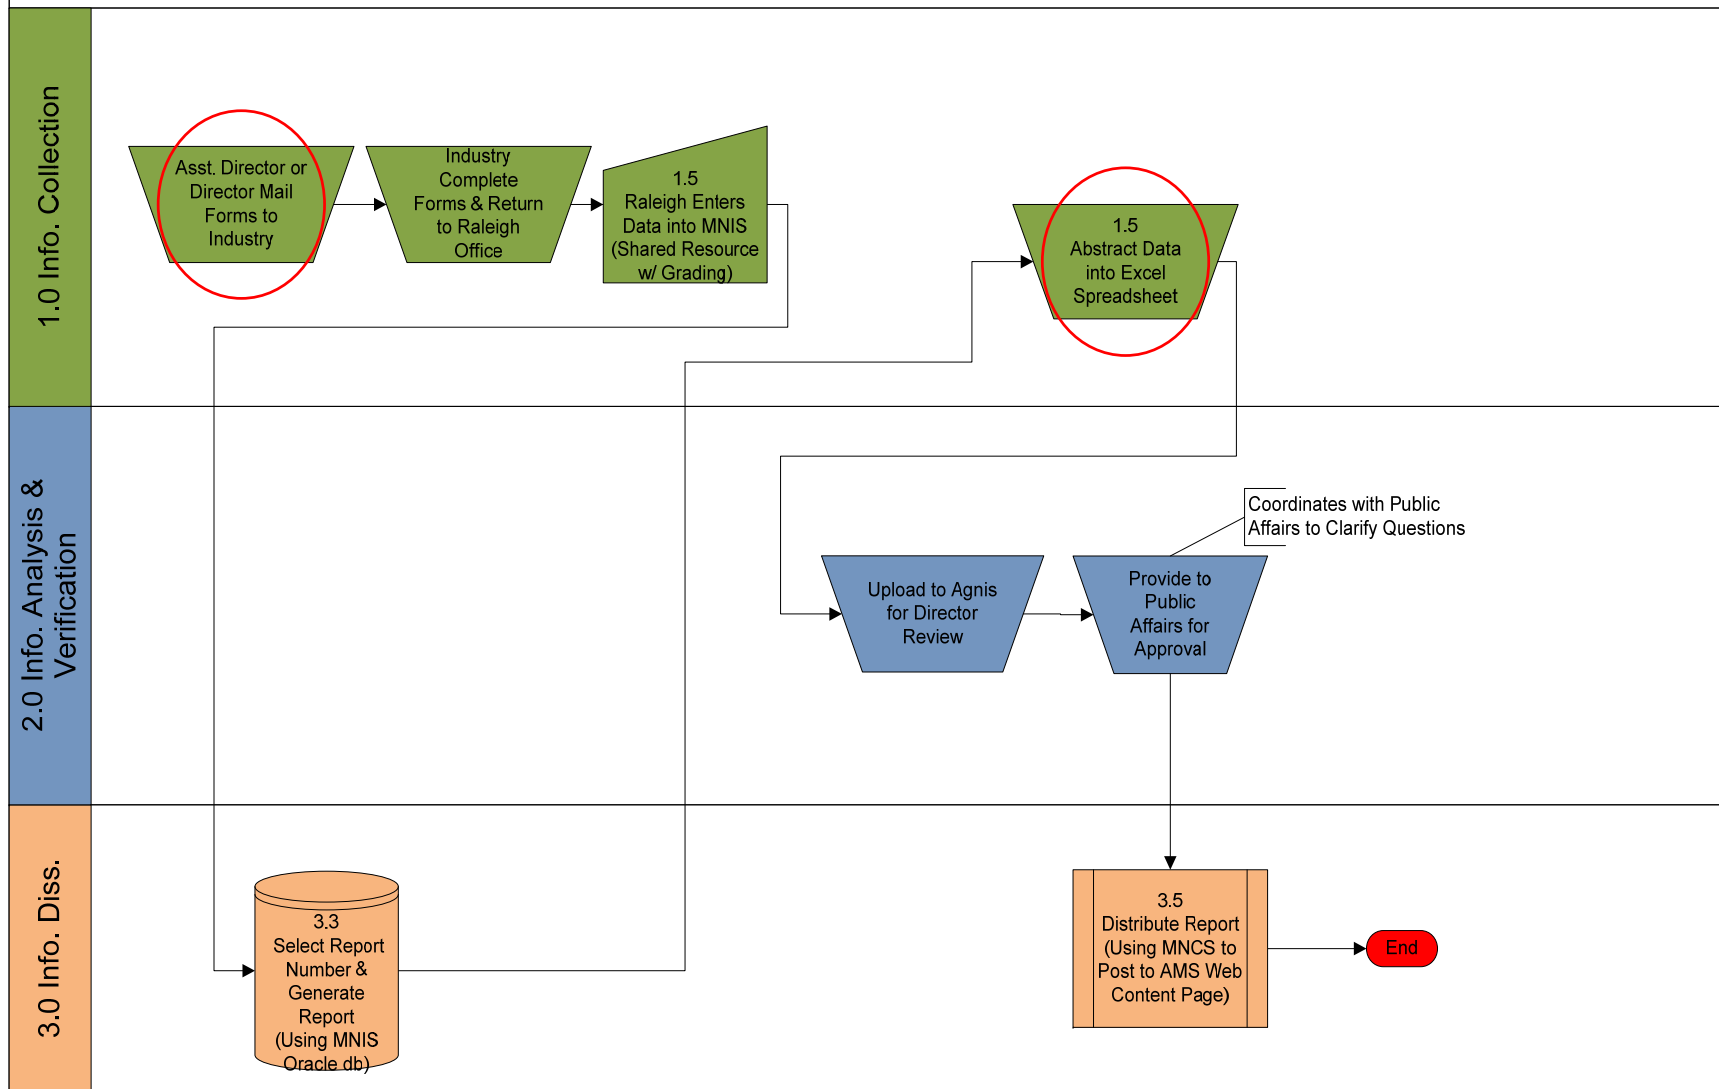 1.0 Info. Collection
Asst. Director or
Director Mail
Forms to
Industry
Industry
Complete
Forms & Return
to Raleigh
Office
1.5
Raleigh Enters
Data into MNIS
(Shared Resource
w/ Grading)
1.5
Abstract Data
into Excel
Spreadsheet
2.0 Info. Analysis &
Verification
Coordinates with Public
Affairs to Clarify Questions
Upload to Agnis
for Director
Review
Provide to
Public
Affairs for
Approval
3.0 Info. Diss.
3.3
Select Report
Number &
Generate
Report
(Using MNIS
Oracle db)
3.5
Distribute Report
(Using MNCS to
Post to AMS Web
Content Page)
End